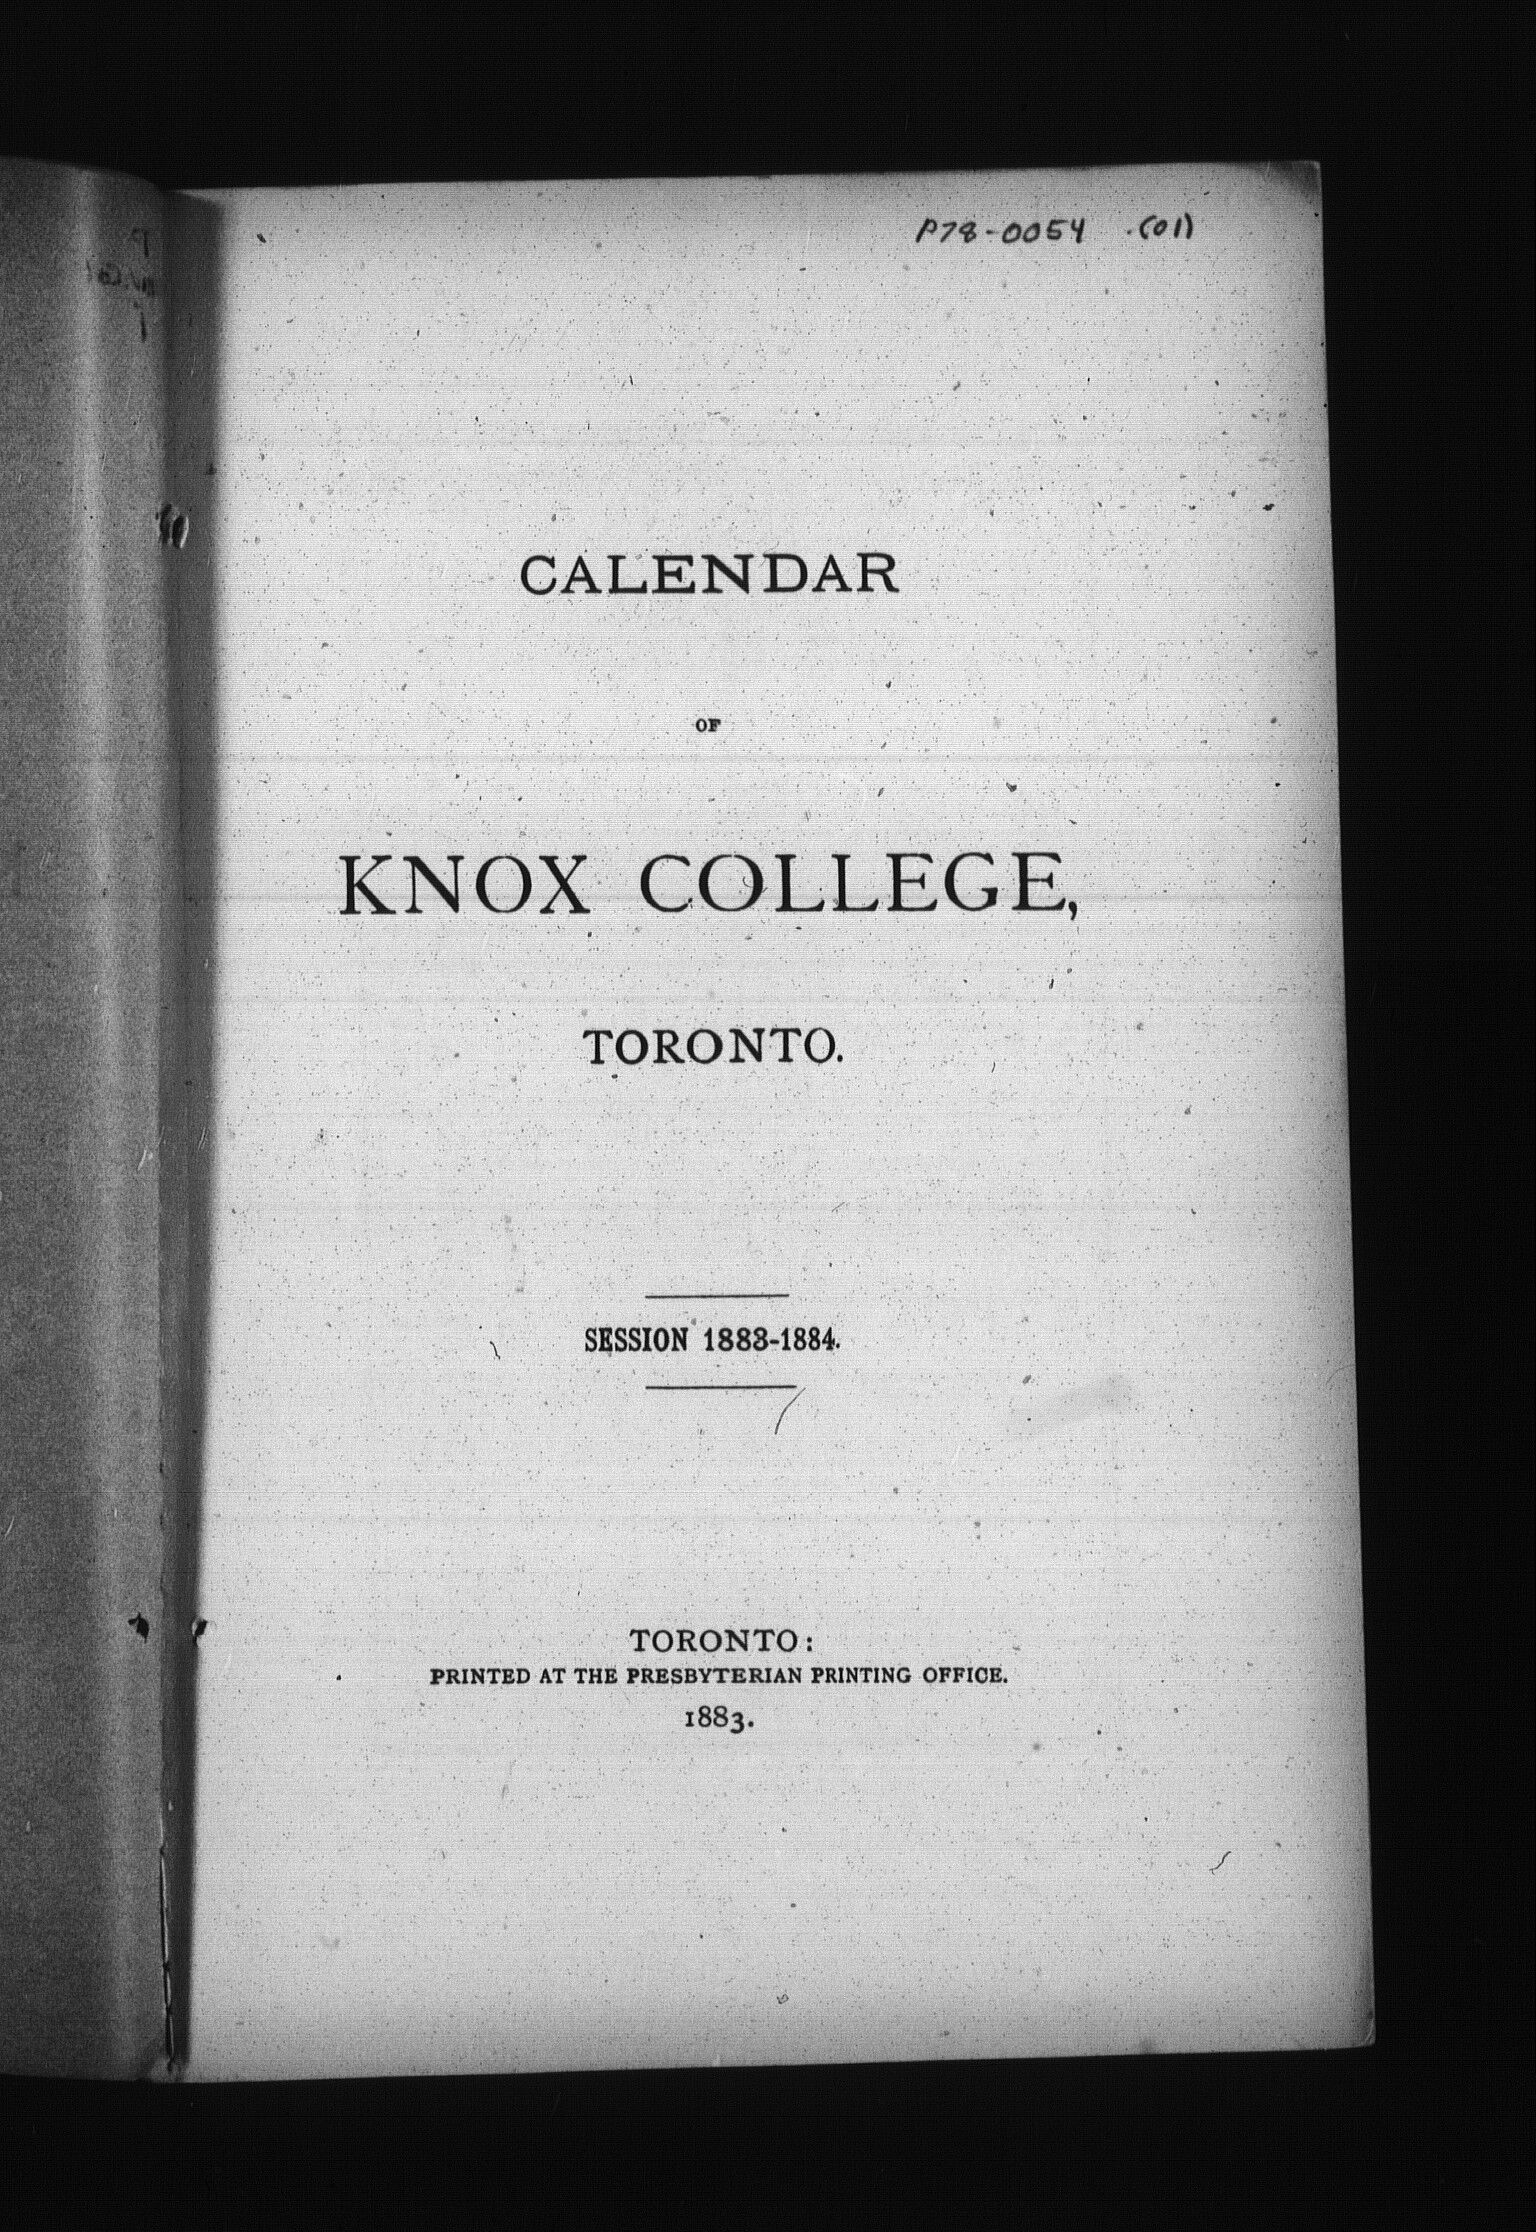 P78-0054 .(01)
CALENDAR
OF
KNOX COLLEGE,
TORONTO.
SESSION 1883-1884.
TORONTO:
PRINTED AT THE PRESBYTERIAN PRINTING OFFICE.
1883.